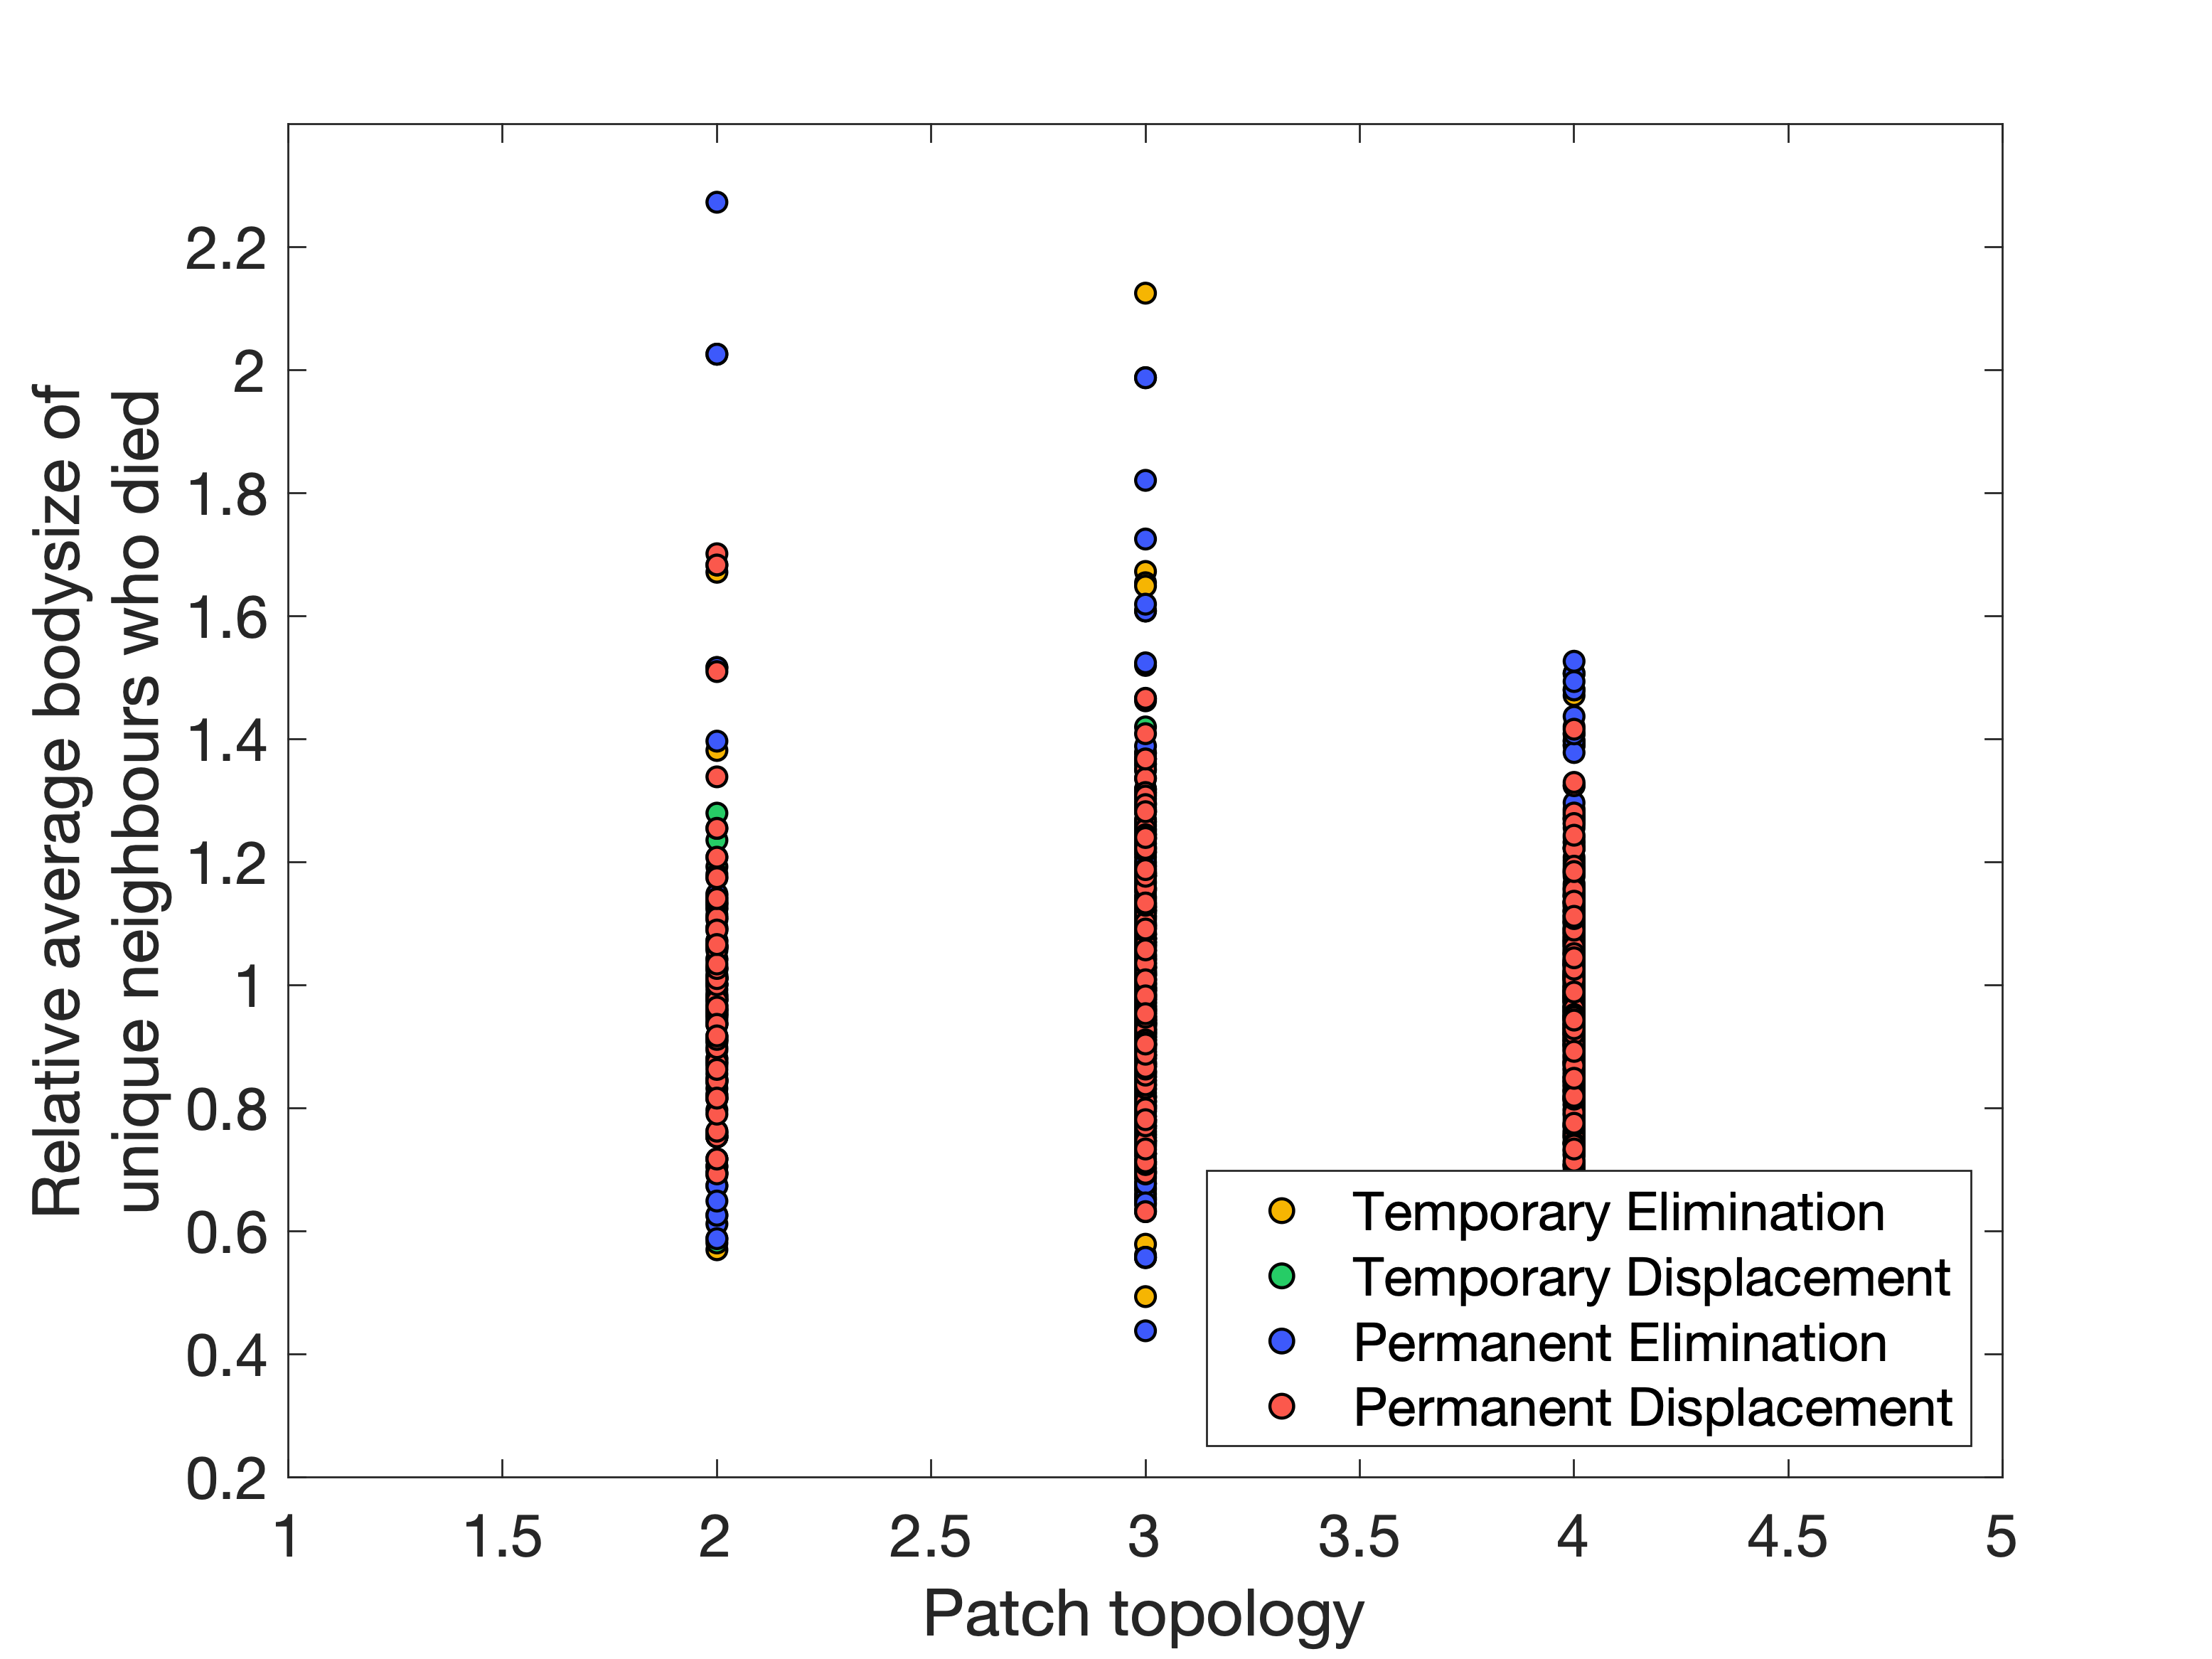 Relative average bodysize of
unique neighbours who died
2.2
2
1.8
1.6
1.4
1.2
1
0.8
0.6
0.4
0.2
Temporary Elimination
Temporary Displacement
Permanent Elimination
Permanent Displacement
1 1.5 2 2.5 3 3.5 4 4.5 5
Patch topology